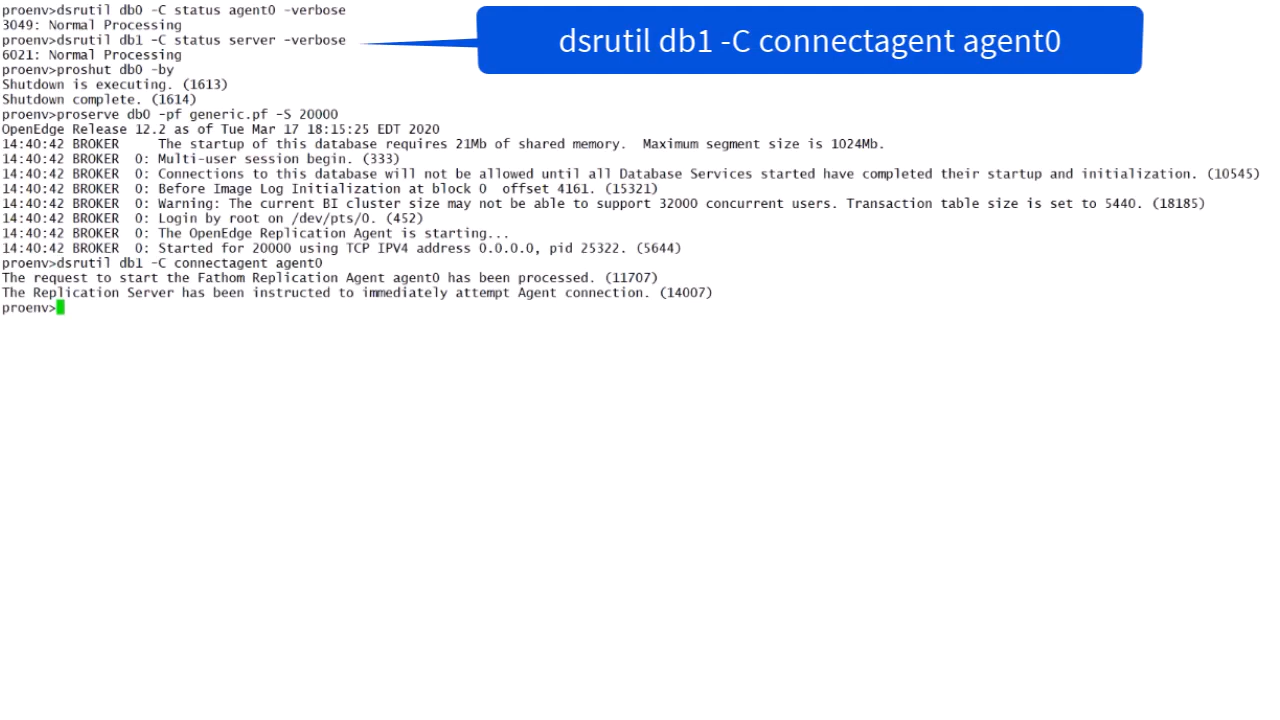 proenv>dsrutil db0 -C status agent0 -verbose
3049: Normal Processing
proenv>dsrutil db1 -C status server -verbose
dsrutil db1 -C connectagent agent0
6021: Normal Processing
proenv>proshut db0 -by
Shutdown is executing. (1613)
Shutdown complete. (1614)
proenv>proserve db0 -pf generic.pf -S 20000
OpenEdge Release 12.2 as of Tue Mar 17 18:15:25 EDT 2020
14:40:42 BROKER     The startup of this database requires 21Mb of shared memory.  Maximum segment size is 1024Mb.
14:40:42 BROKER  0: Multi-user session begin. (333)
14:40:42 BROKER  0: Connections to this database will not be allowed until all Database Services started have completed their startup and initialization. (10545)
14:40:42 BROKER  0: Before Image Log Initialization at block 0  offset 4161. (15321)
14:40:42 BROKER  0: Warning: The current BI cluster size may not be able to support 32000 concurrent users. Transaction table size is set to 5440. (18185)
14:40:42 BROKER  0: Login by root on /dev/pts/0. (452)
14:40:42 BROKER  0: The OpenEdge Replication Agent is starting...
14:40:42 BROKER  0: Started for 20000 using TCP IPV4 address 0.0.0.0, pid 25322. (5644)
proenv>dsrutil db1 -C connectagent agent0
The request to start the Fathom Replication Agent agent0 has been processed. (11707)
The Replication Server has been instructed to immediately attempt Agent connection. (14007)
proenv>